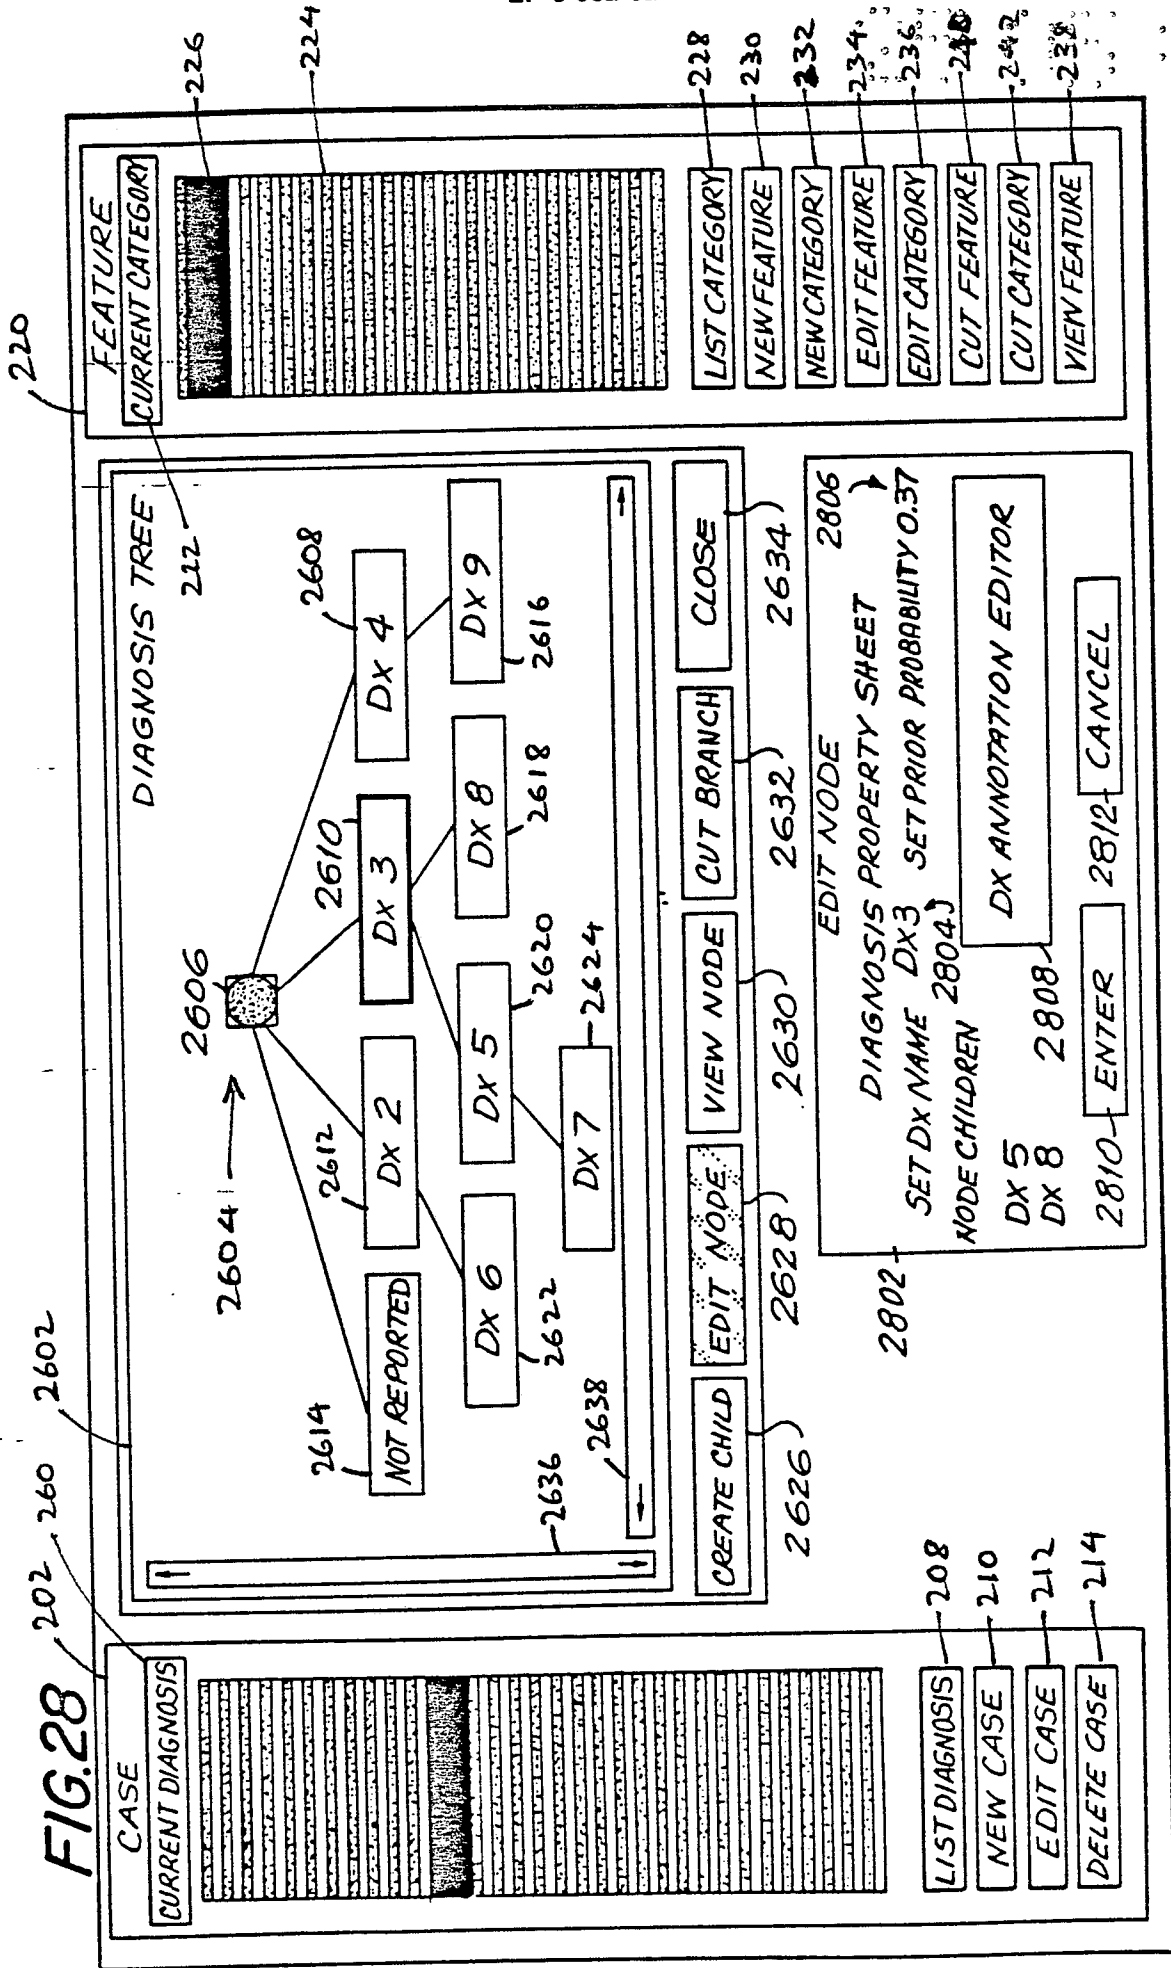 FIG.28
CASE
202
260
CURRENT DIAGNOSIS
LIST DIAGNOSIS
208
NEW CASE
210
EDIT CASE
212
DELETE CASE
214
2602
DIAGNOSIS TREE
2604
2606
2614
NOT REPORTED
2612
Dx 2
2610
Dx 3
2608
Dx 4
Dx 6
2622
Dx 5
2620
Dx 8
2618
Dx 9
2616
Dx 7
2624
2636
2638
CREATE CHILD
EDIT NODE
VIEW NODE
CUT BRANCH
CLOSE
2626
2628
2630
2632
2634
2802
EDIT NODE
DIAGNOSIS PROPERTY SHEET
2806
SET DX NAME DX3 SET PRIOR PROBABILITY 0.37
NODE CHILDREN 2804
DX 5
DX 8
2808
DX ANNOTATION EDITOR
2810
ENTER
2812
CANCEL
220
FEATURE
CURRENT CATEGORY
222
226
224
LIST CATEGORY
228
NEW FEATURE
230
NEW CATEGORY
232
EDIT FEATURE
234
EDIT CATEGORY
236
CUT FEATURE
CUT CATEGORY
242
VIEW FEATURE
238